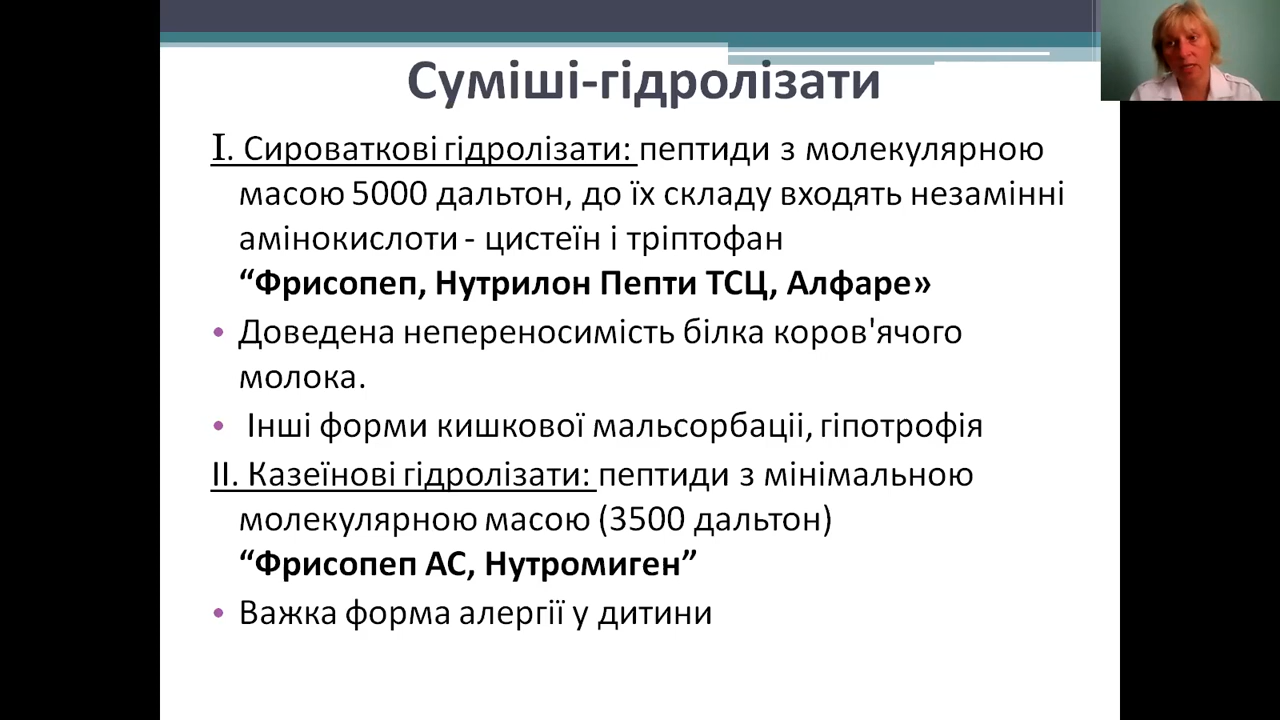 Суміші-гідролізати
I. Сироваткові гідролізати: пептиди з молекулярною
масою 5000 дальтон, до їх складу входять незамінні
амінокислоти - цистеїн і тріптофан
“Фрисопеп, Нутрилон Пепти ТСЦ, Алфаре»
• Доведена непереносимість білка коров'ячого
молока.
• Інші форми кишкової мальсорбаціі, гіпотрофія
II. Казеїнові гідролізати: пептиди з мінімальною
молекулярною масою (3500 дальтон)
“Фрисопеп АС, Нутромиген”
• Важка форма алергії у дитини